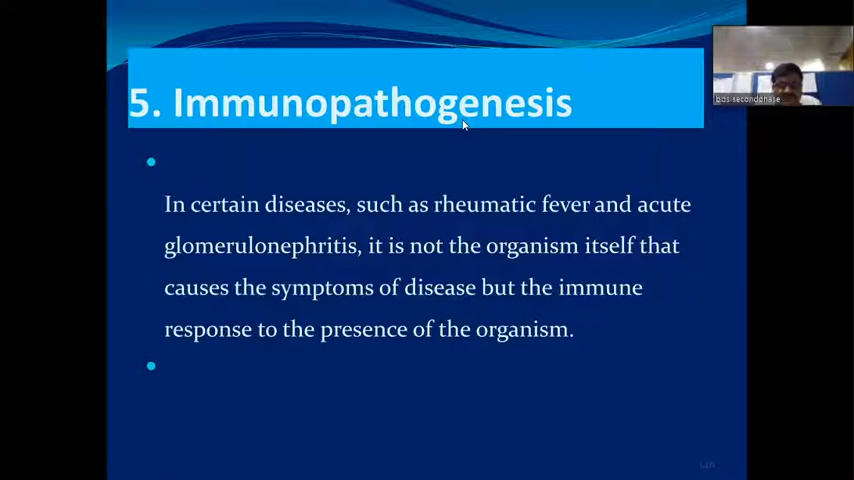 5. Immunopathogenesis
bds secondphase
In certain diseases, such as rheumatic fever and acute
glomerulonephritis, it is not the organism itself that
causes the symptoms of disease but the immune
response to the presence of the organism.